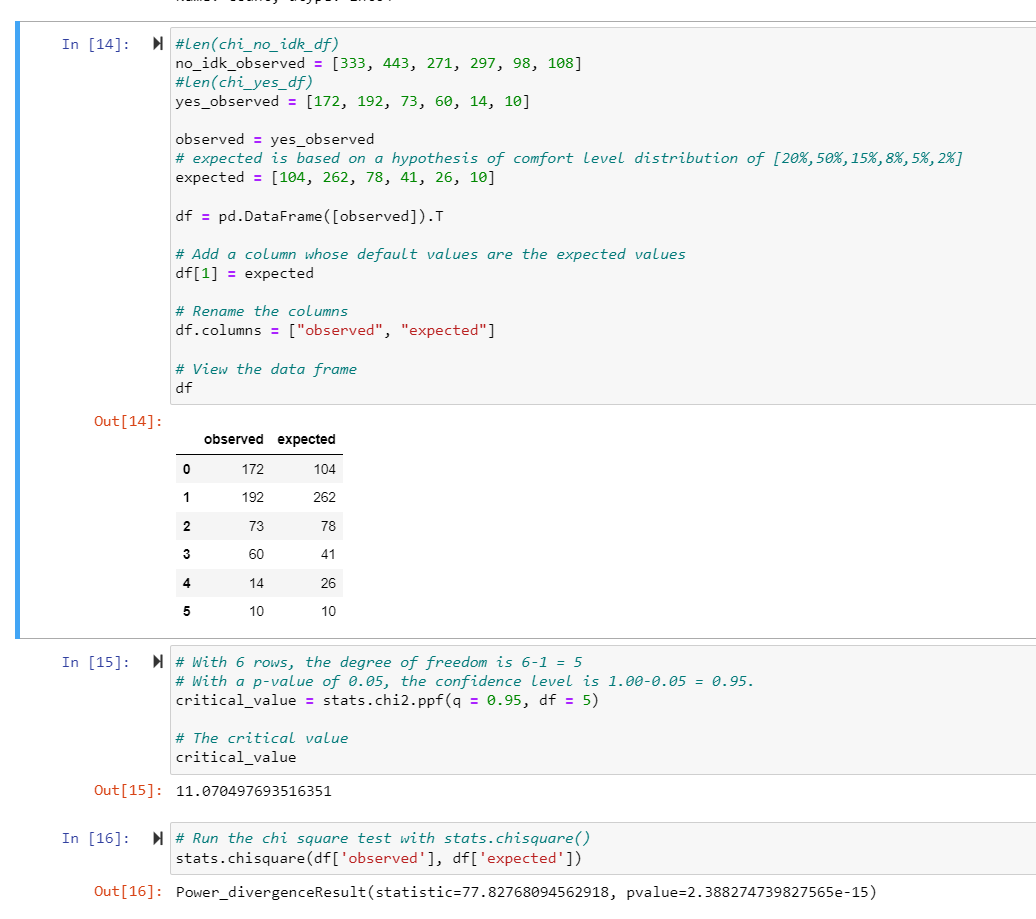 In [14]:
#len(chi_no_idk_df)
no_idk_observed = [333, 443, 271, 297, 98, 108]
#len(chi_yes_df)
yes_observed = [172, 192, 73, 60, 14, 10]
observed = yes_observed
# expected is based on a hypothesis of comfort level distribution of [20%,50%,15%,8%,5%,2%]
expected = [104, 262, 78, 41, 26, 10]
df = pd.DataFrame([observed]).T
# Add a column whose default values are the expected values
df[1] = expected
# Rename the columns
df.columns = ["observed", "expected"]
# View the data frame
df
Out[14]:
observed expected
0 172 104
1 192 262
2 73 78
3 60 41
4 14 26
5 10 10
In [15]:
# With 6 rows, the degree of freedom is 6-1 = 5
# With a p-value of 0.05, the confidence level is 1.00-0.05 = 0.95.
critical_value = stats.chi2.ppf(q = 0.95, df = 5)
# The critical value
critical_value
Out[15]: 11.070497693516351
In [16]:
# Run the chi square test with stats.chisquare()
stats.chisquare(df['observed'], df['expected'])
Out[16]: Power_divergenceResult(statistic=77.82768094562918, pvalue=2.388274739827565e-15)